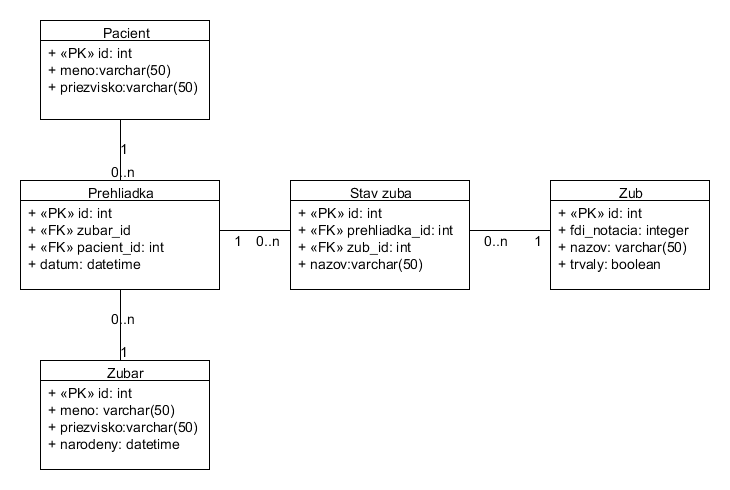 Pacient
+ «PK» id: int
+ meno:varchar(50)
+ priezvisko:varchar(50)
1
0..n
Prehliadka
+ «PK» id: int
+ «FK» zubar_id
+ «FK» pacient_id: int
+ datum: datetime
1 0..n
Stav zuba
+ «PK» id: int
+ «FK» prehliadka_id: int
+ «FK» zub_id: int
+ nazov:varchar(50)
0..n 1
Zub
+ «PK» id: int
+ fdi_notacia: integer
+ nazov: varchar(50)
+ trvaly: boolean
0..n
1
Zubar
+ «PK» id: int
+ meno: varchar(50)
+ priezvisko:varchar(50)
+ narodeny: datetime